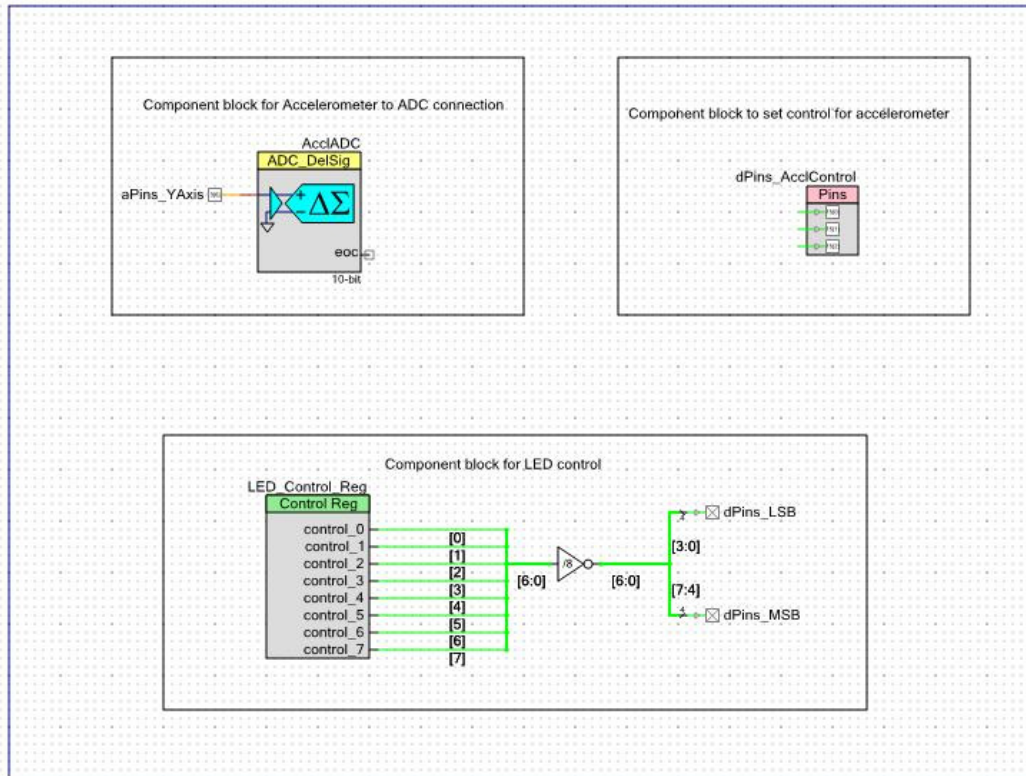 Component block for Accelerometer to ADC connection
AcclADC
ADC_DelSig
aPins_YAxis
ΔΣ
eoc
10-bit
Component block to set control for accelerometer
dPins_AcclControl
Pins
Component block for LED control
LED_Control_Reg
Control Reg
control_0
[0]
control_1
[1]
control_2
[2]
control_3
[3]
control_4
[4]
control_5
[5]
control_6
[6]
control_7
[7]
[6:0]
/8
[6:0]
dPins_LSB
[3:0]
[7:4]
4
dPins_MSB